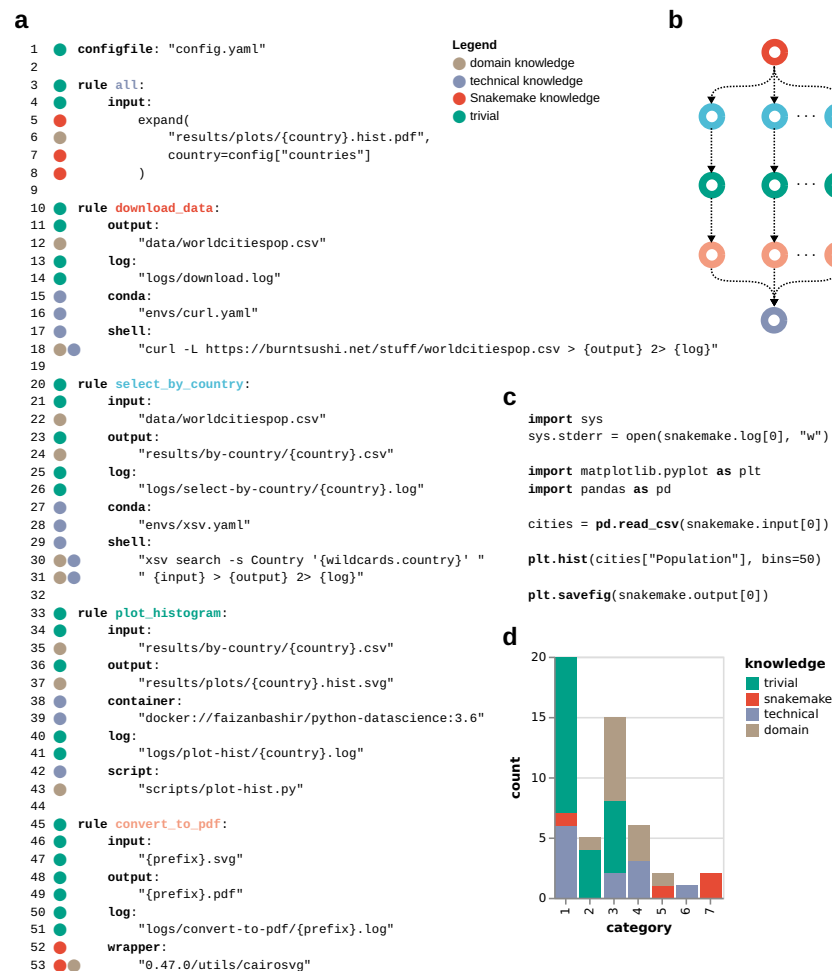 a
1 configfile: "config.yaml"
2
3 rule all:
4 input:
5 expand(
6 "results/plots/{country}.hist.pdf",
7 country=config["countries"]
8 )
9
10 rule download_data:
11 output:
12 "data/worldcitiespop.csv"
13 log:
14 "logs/download.log"
15 conda:
16 "envs/curl.yaml"
17 shell:
18 "curl -L https://burntsushi.net/stuff/worldcitiespop.csv > {output} 2> {log}"
19
20 rule select_by_country:
21 input:
22 "data/worldcitiespop.csv"
23 output:
24 "results/by-country/{country}.csv"
25 log:
26 "logs/select-by-country/{country}.log"
27 conda:
28 "envs/xsv.yaml"
29 shell:
30 "xsv search -s Country '{wildcards.country}' "
31 " {input} > {output} 2> {log}"
32
33 rule plot_histogram:
34 input:
35 "results/by-country/{country}.csv"
36 output:
37 "results/plots/{country}.hist.svg"
38 container:
39 "docker://faizanbashir/python-datascience:3.6"
40 log:
41 "logs/plot-hist/{country}.log"
42 script:
43 "scripts/plot-hist.py"
44
45 rule convert_to_pdf:
46 input:
47 "{prefix}.svg"
48 output:
49 "{prefix}.pdf"
50 log:
51 "logs/convert-to-pdf/{prefix}.log"
52 wrapper:
53 "0.47.0/utils/cairosvg"
Legend
domain knowledge
technical knowledge
Snakemake knowledge
trivial
b
...
...
...
c
import sys
sys.stderr = open(snakemake.log[0], "w")
import matplotlib.pyplot as plt
import pandas as pd
cities = pd.read_csv(snakemake.input[0])
plt.hist(cities["Population"], bins=50)
plt.savefig(snakemake.output[0])
d
20
15
10
5
0
count
1 2 3 4 5 6 7
category
knowledge
trivial
snakemake
technical
domain